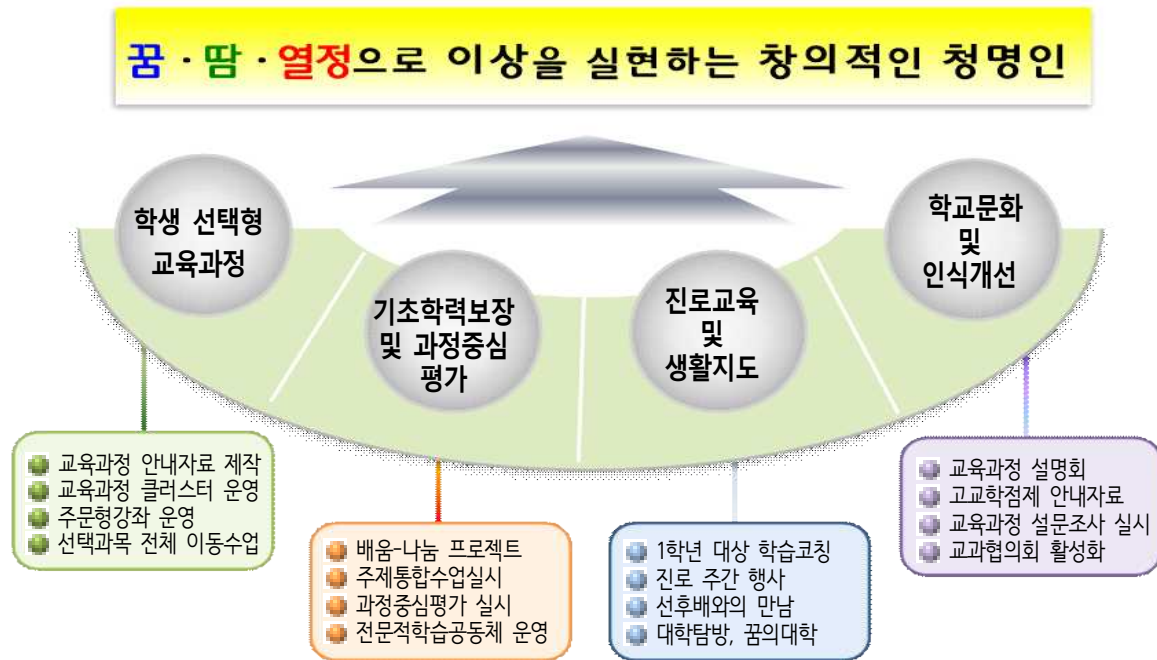 꿈 · 땀 · 열정으로 이상을 실현하는 창의적인 청명인
학생 선택형
교육과정
기초학력보장
및 과정중심
평가
진로교육
및
생활지도
학교문화
및
인식개선
교육과정 안내자료 제작
교육과정 클러스터 운영
주문형강좌 운영
선택과목 전체 이동수업
배움-나눔 프로젝트
주제통합수업실시
과정중심평가 실시
전문적학습공동체 운영
1학년 대상 학습코칭
진로 주간 행사
선후배와의 만남
대학탐방, 꿈의대학
교육과정 설명회
고교학점제 안내자료
교육과정 설문조사 실시
교과협의회 활성화